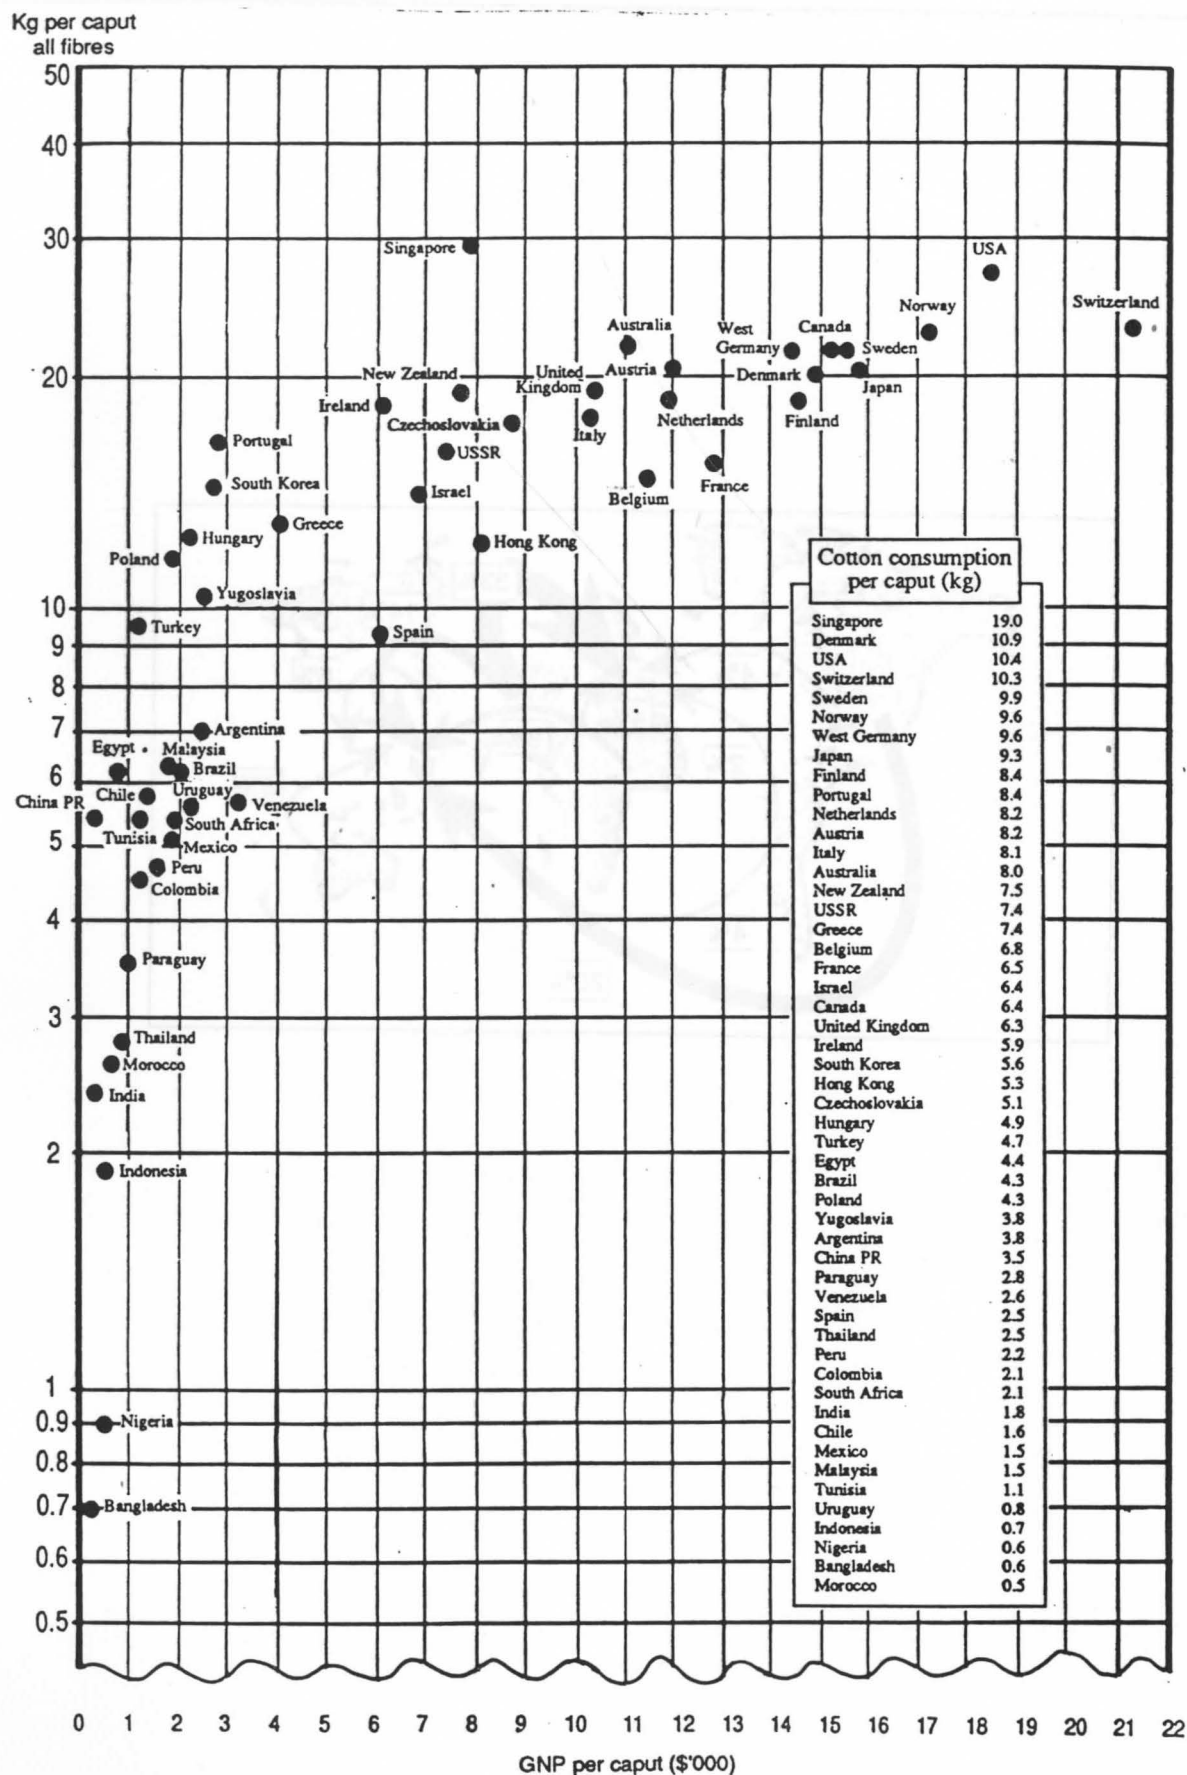 Kg per caput
all fibres
50
40
30
20
10
9
8
7
6
5
4
3
2
1
0.9
0.8
0.7
0.6
0.5
Singapore
USA
Norway
Switzerland
Australia
West
Germany
Canada
Sweden
New Zealand
United
Kingdom
Austria
Denmark
Japan
Ireland
Czechoslovakia
Italy
Netherlands
Finland
Portugal
USSR
South Korea
Israel
Belgium
France
Greece
Hungary
Hong Kong
Poland
Yugoslavia
Turkey
Spain
Argentina
Egypt
Malaysia
Brazil
Chile
Uruguay
China PR
Venezuela
South Africa
Tunisia
Mexico
Peru
Colombia
Paraguay
Thailand
Morocco
India
Indonesia
Nigeria
Bangladesh
Cotton consumption
per caput (kg)
Singapore 19.0
Denmark 10.9
USA 10.4
Switzerland 10.3
Sweden 9.9
Norway 9.6
West Germany 9.6
Japan 9.3
Finland 8.4
Portugal 8.4
Netherlands 8.2
Austria 8.2
Italy 8.1
Australia 8.0
New Zealand 7.5
USSR 7.4
Greece 7.4
Belgium 6.8
France 6.5
Israel 6.4
Canada 6.4
United Kingdom 6.3
Ireland 5.9
South Korea 5.6
Hong Kong 5.3
Czechoslovakia 5.1
Hungary 4.9
Turkey 4.7
Egypt 4.4
Brazil 4.3
Poland 4.3
Yugoslavia 3.8
Argentina 3.8
China PR 3.5
Paraguay 2.8
Venezuela 2.6
Spain 2.5
Thailand 2.5
Peru 2.2
Colombia 2.1
South Africa 2.1
India 1.8
Chile 1.6
Mexico 1.5
Malaysia 1.5
Tunisia 1.1
Uruguay 0.8
Indonesia 0.7
Nigeria 0.6
Bangladesh 0.6
Morocco 0.5
0 1 2 3 4 5 6 7 8 9 10 11 12 13 14 15 16 17 18 19 20 21 22
GNP per caput ($'000)